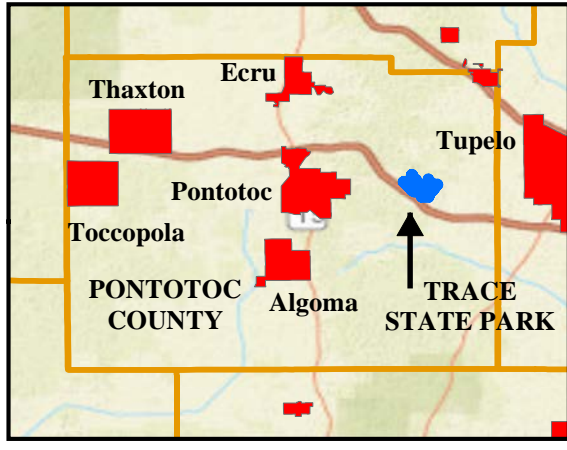 Ecru
Thaxton
Tupelo
Pontotoc
Toccopola
PONTOTOC
COUNTY
Algoma
TRACE
STATE PARK